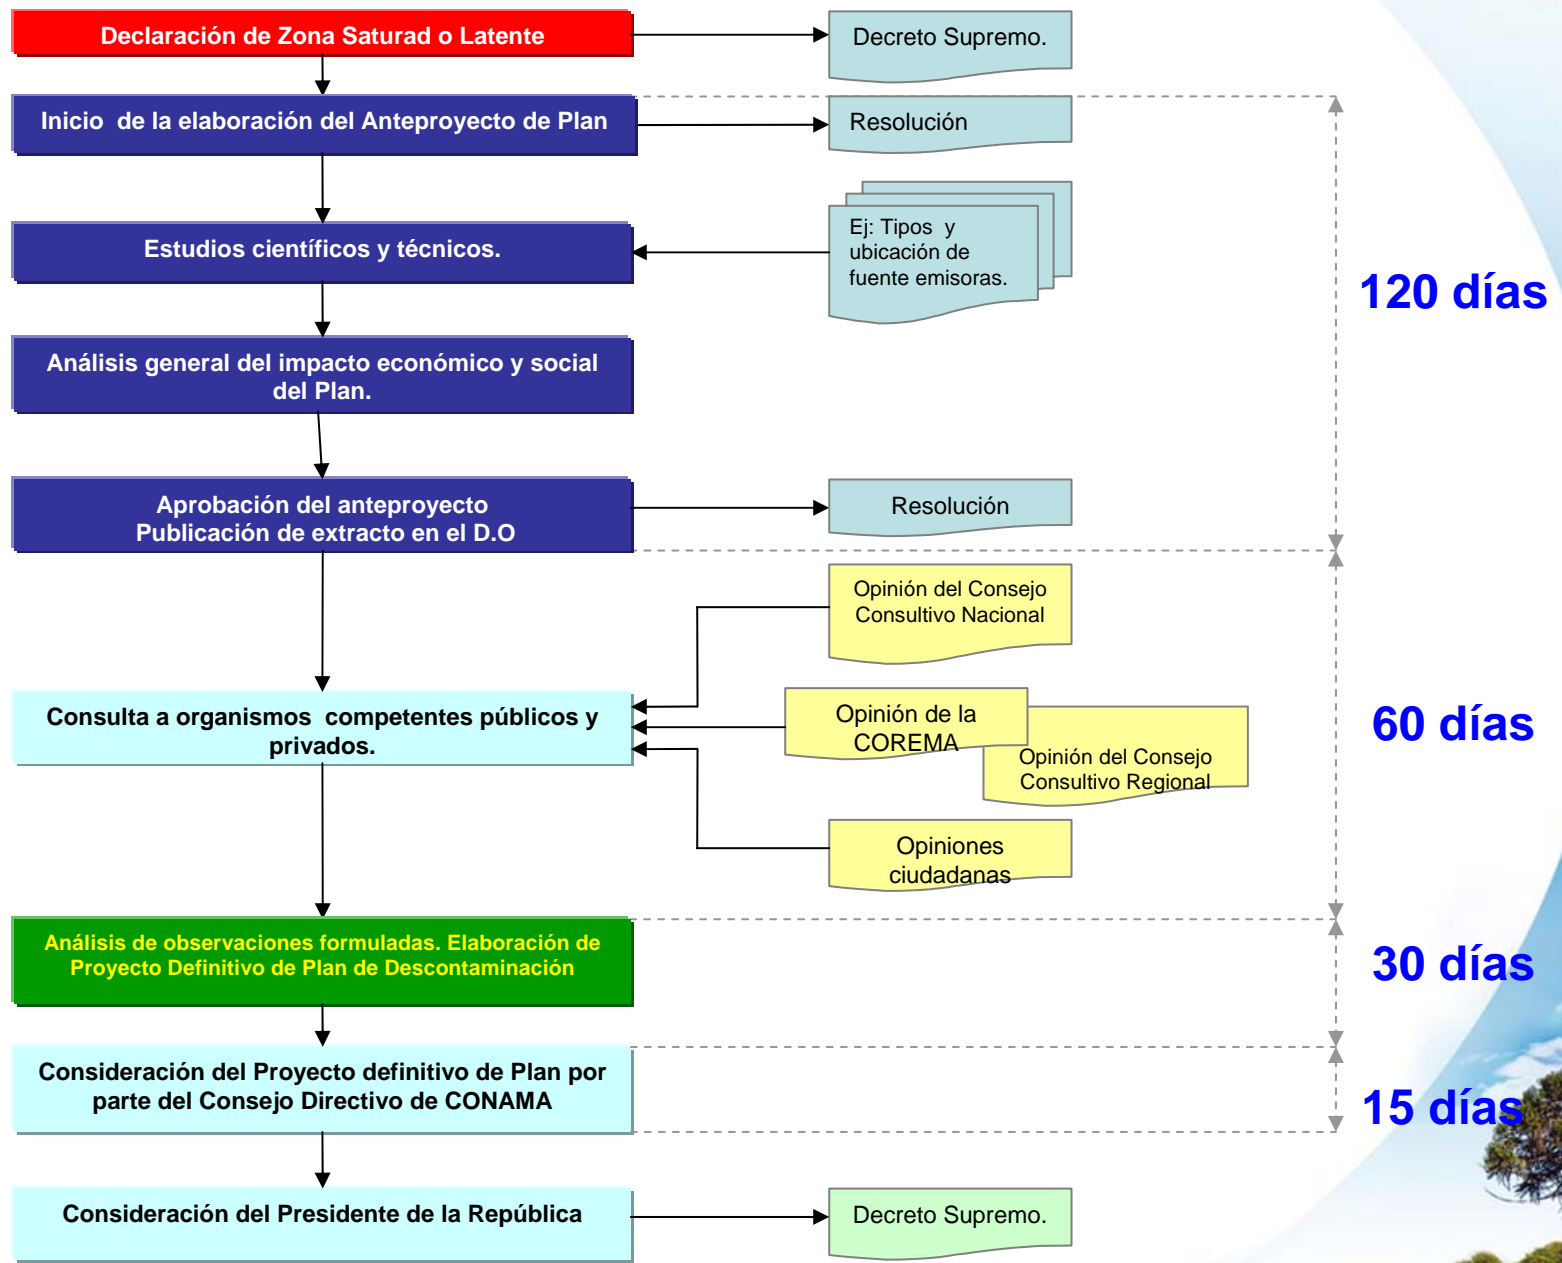 Declaración de Zona Saturad o Latente
Decreto Supremo.
Inicio de la elaboración del Anteproyecto de Plan
Resolución
Estudios científicos y técnicos.
Ej: Tipos y
ubicación de
fuente emisoras.
120 días
Análisis general del impacto económico y social
del Plan.
Aprobación del anteproyecto
Publicación de extracto en el D.O
Resolución
Opinión del Consejo
Consultivo Nacional
Consulta a organismos competentes públicos y
privados.
Opinión de la
COREMA
Opinión del Consejo
Consultivo Regional
60 días
Opiniones
ciudadanas
Análisis de observaciones formuladas. Elaboración de
Proyecto Definitivo de Plan de Descontaminación
30 días
Consideración del Proyecto definitivo de Plan por
parte del Consejo Directivo de CONAMA
15 días
Consideración del Presidente de la República
Decreto Supremo.